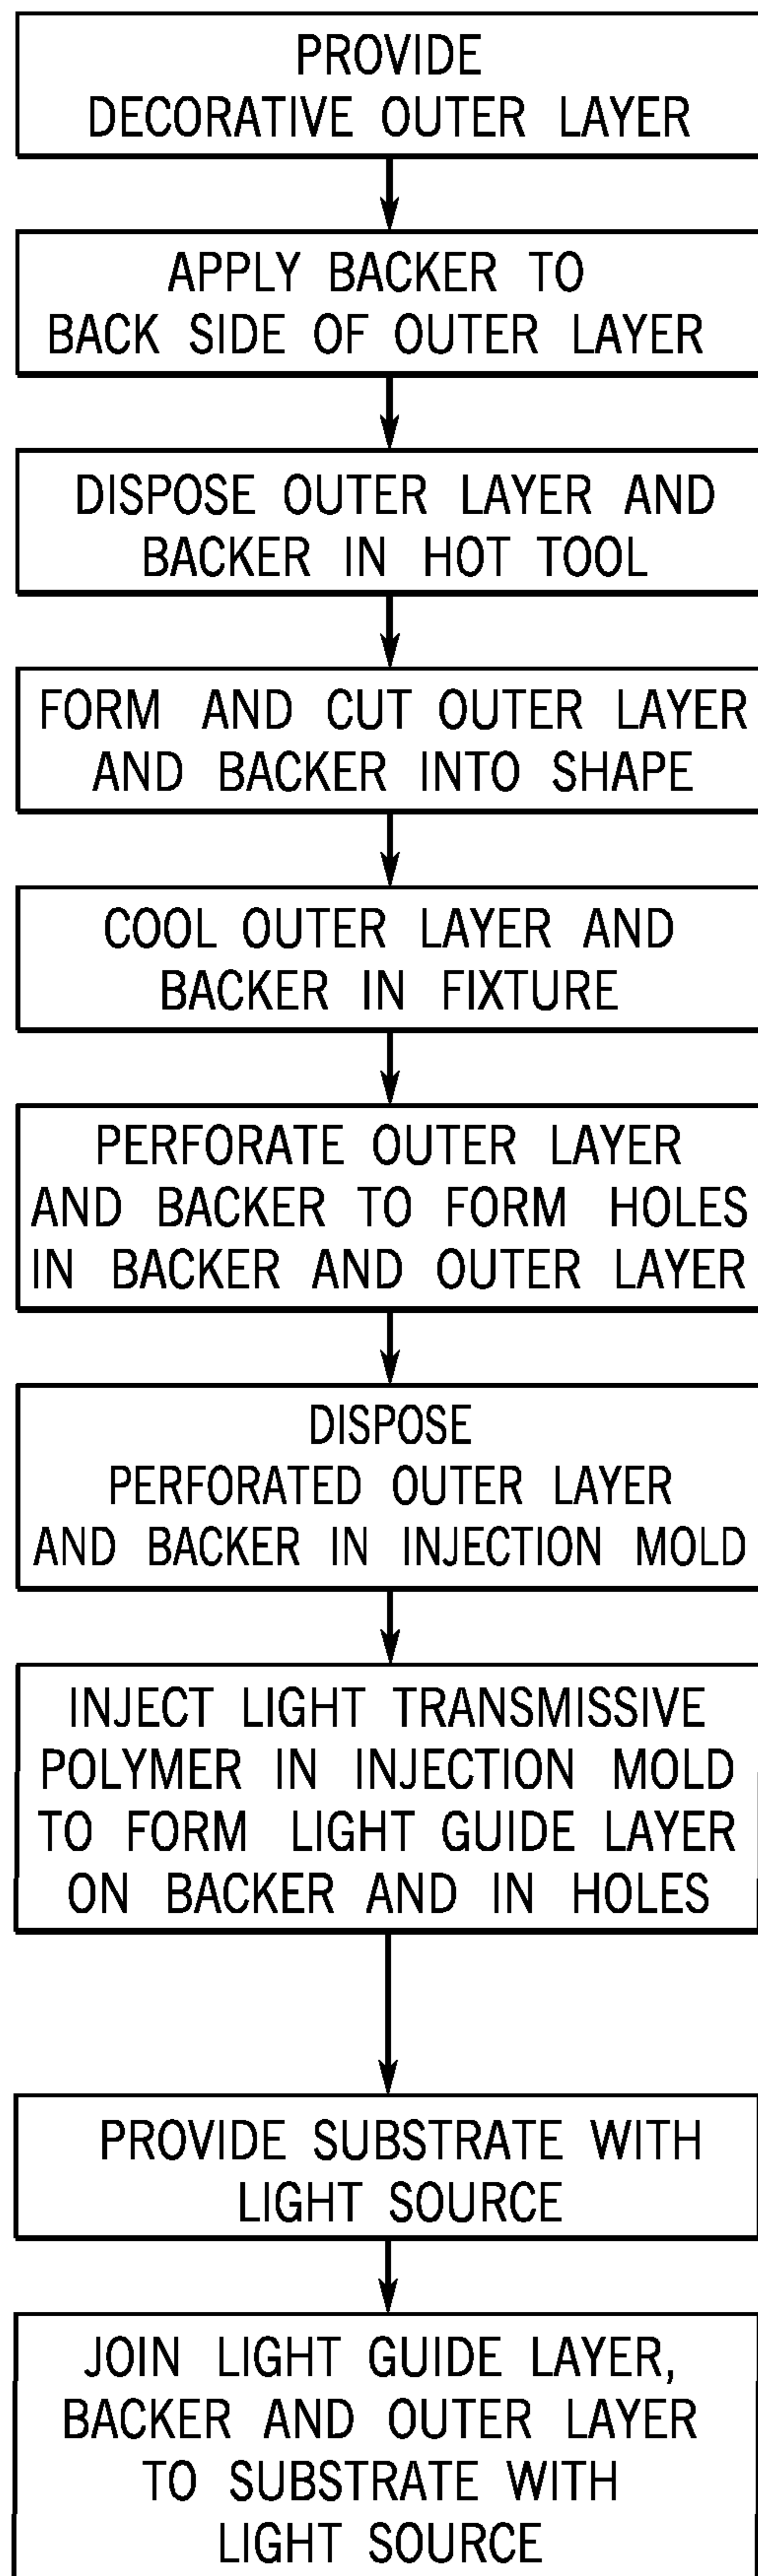 PROVIDE
DECORATIVE OUTER LAYER
APPLY BACKER TO
BACK SIDE OF OUTER LAYER
DISPOSE OUTER LAYER AND
BACKER IN HOT TOOL
FORM AND CUT OUTER LAYER
AND BACKER INTO SHAPE
COOL OUTER LAYER AND
BACKER IN FIXTURE
PERFORATE OUTER LAYER
AND BACKER TO FORM HOLES
IN BACKER AND OUTER LAYER
DISPOSE
PERFORATED OUTER LAYER
AND BACKER IN INJECTION MOLD
INJECT LIGHT TRANSMISSIVE
POLYMER IN INJECTION MOLD
TO FORM LIGHT GUIDE LAYER
ON BACKER AND IN HOLES
PROVIDE SUBSTRATE WITH
LIGHT SOURCE
JOIN LIGHT GUIDE LAYER,
BACKER AND OUTER LAYER
TO SUBSTRATE WITH
LIGHT SOURCE